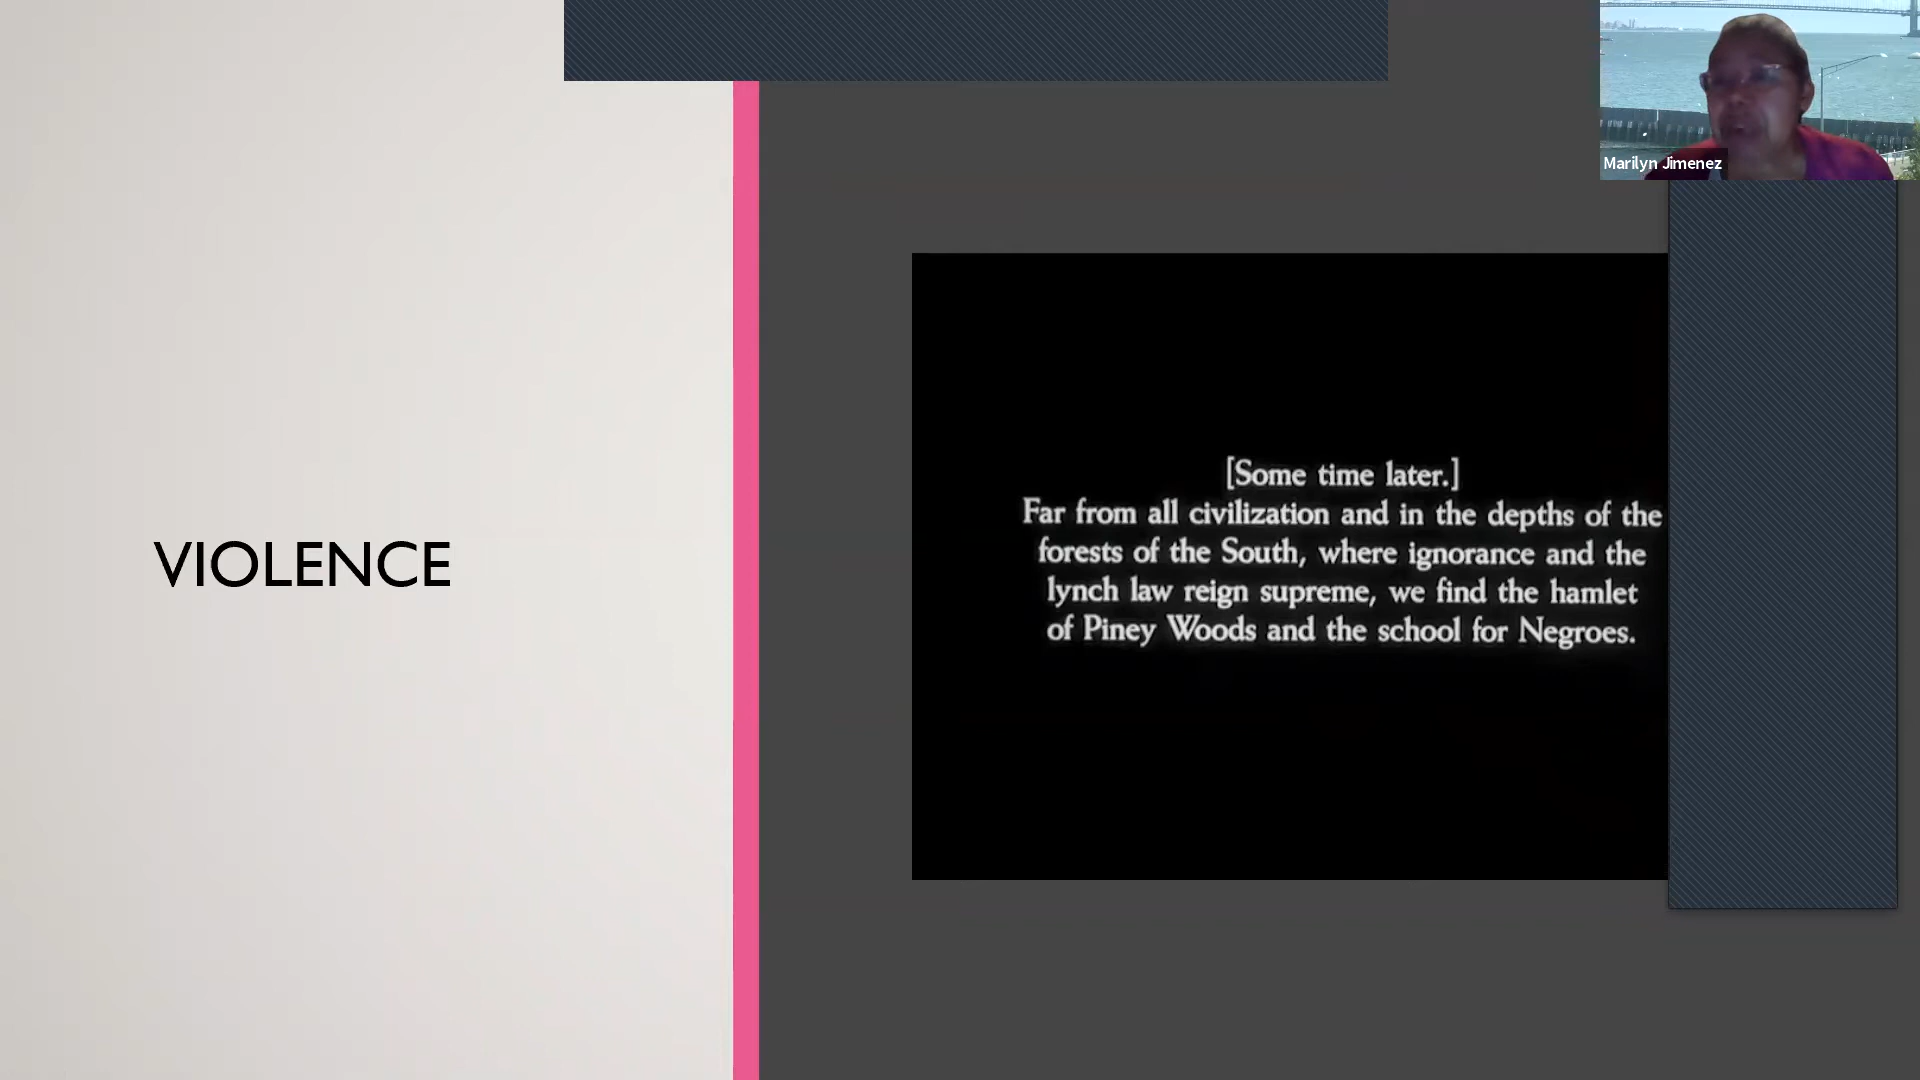 Marilyn Jimenez
VIOLENCE
[Some time later.]
Far from all civilization and in the depths of the
forests of the South, where ignorance and the
lynch law reign supreme, we find the hamlet
of Piney Woods and the school for Negroes.